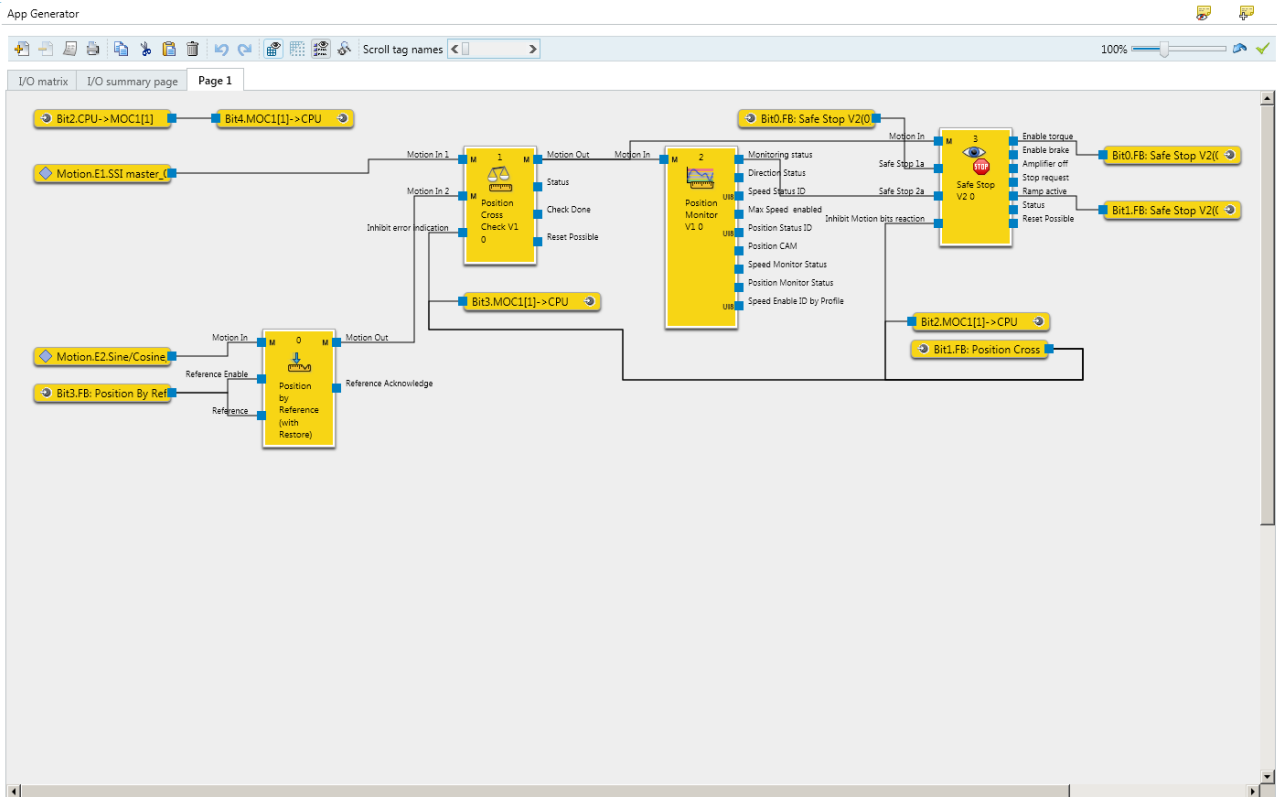 App Generator
Scroll tag names
100%
I/O matrix
I/O summary page
Page 1
Bit2.CPU->MOC1[1]
Bit4.MOC1[1]->CPU
Bit0.FB: Safe Stop V2(0
Motion.E1.SSI master_(
Motion In 1
Motion In 2
Inhibit error indication
M
1
M
M
Position
Cross
Check V1
0
Motion Out
Status
Check Done
Reset Possible
Motion In
M
2
UI8
UI8
UI8
Position
Monitor
V1 0
Monitoring status
Direction Status
Speed Status ID
Max Speed enabled
Position Status ID
Position CAM
Speed Monitor Status
Position Monitor Status
Speed Enable ID by Profile
Motion In
Safe Stop 1a
Safe Stop 2a
Inhibit Motion bits reaction
M
3
STOP
Safe Stop
V2 0
Enable torque
Enable brake
Amplifier off
Stop request
Ramp active
Status
Reset Possible
Bit0.FB: Safe Stop V2((
Bit1.FB: Safe Stop V2((
Bit3.MOC1[1]->CPU
Bit2.MOC1[1]->CPU
Bit1.FB: Position Cross
Motion.E2.Sine/Cosine_
Bit3.FB: Position By Ref
Motion In
Reference Enable
Reference
M
0
M
Position
by
Reference
(with
Restore)
Motion Out
Reference Acknowledge